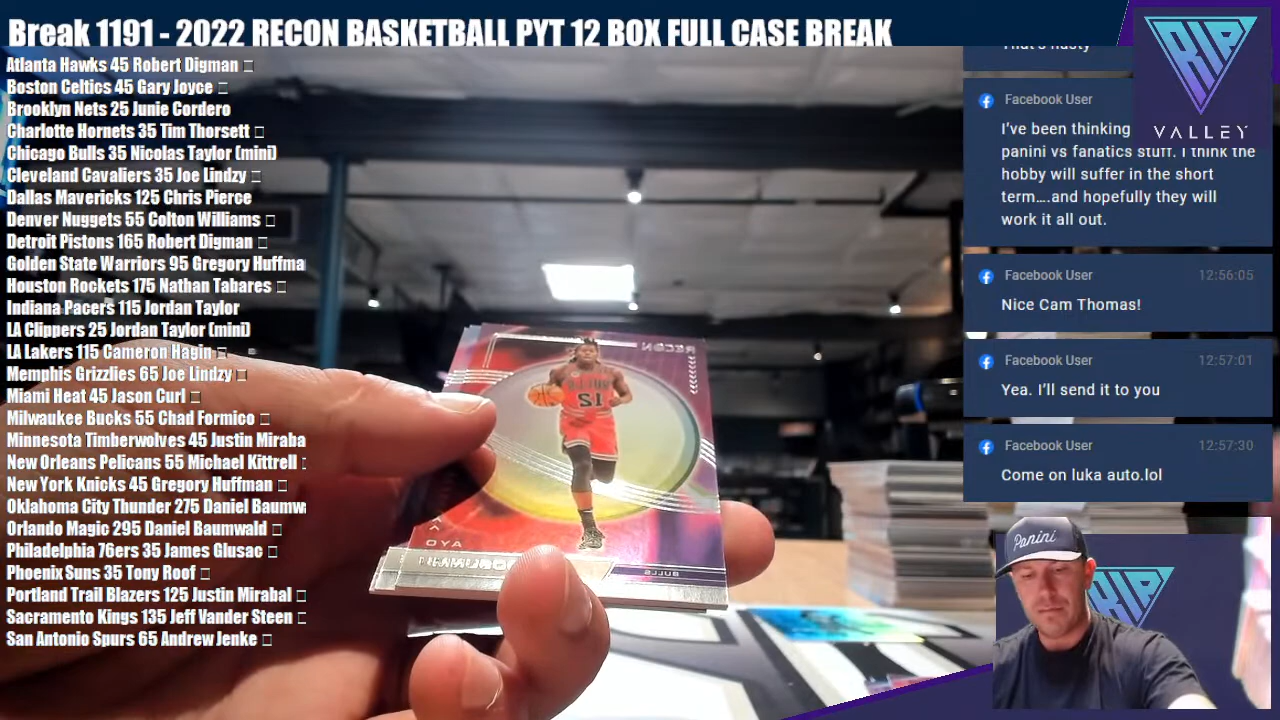 Break 1191 - 2022 RECON BASKETBALL PYT 12 BOX FULL CASE BREAK
Atlanta Hawks 45 Robert Digman
Boston Celtics 45 Gary Joyce
Brooklyn Nets 25 Junie Cordero
Charlotte Hornets 35 Tim Thorsett
Chicago Bulls 35 Nicolas Taylor (mini)
Cleveland Cavaliers 35 Joe Lindzy
Dallas Mavericks 125 Chris Pierce
Denver Nuggets 55 Colton Williams
Detroit Pistons 165 Robert Digman
Golden State Warriors 95 Gregory Huffma
Houston Rockets 175 Nathan Tabares
Indiana Pacers 115 Jordan Taylor
LA Clippers 25 Jordan Taylor (mini)
LA Lakers 115 Cameron Hagin
Memphis Grizzlies 65 Joe Lindzy
Miami Heat 45 Jason Curl
Milwaukee Bucks 55 Chad Formico
Minnesota Timberwolves 45 Justin Miraba
New Orleans Pelicans 55 Michael Kittrell
New York Knicks 45 Gregory Huffman
Oklahoma City Thunder 275 Daniel Baumwa
Orlando Magic 295 Daniel Baumwald
Philadelphia 76ers 35 James Glusac
Phoenix Suns 35 Tony Roof
Portland Trail Blazers 125 Justin Mirabal
Sacramento Kings 135 Jeff Vander Steen
San Antonio Spurs 65 Andrew Jenke
RECON
BULLS
12
AYO
BULLS
That's nasty
Facebook User
I've been thinking
panini vs fanatics stuff. I think the
hobby will suffer in the short
term....and hopefully they will
work it all out.
Facebook User 12:56:05
Nice Cam Thomas!
Facebook User 12:57:01
Yea. I'll send it to you
Facebook User 12:57:30
Come on luka auto.lol
RIP
VALLEY
Panini
RIP